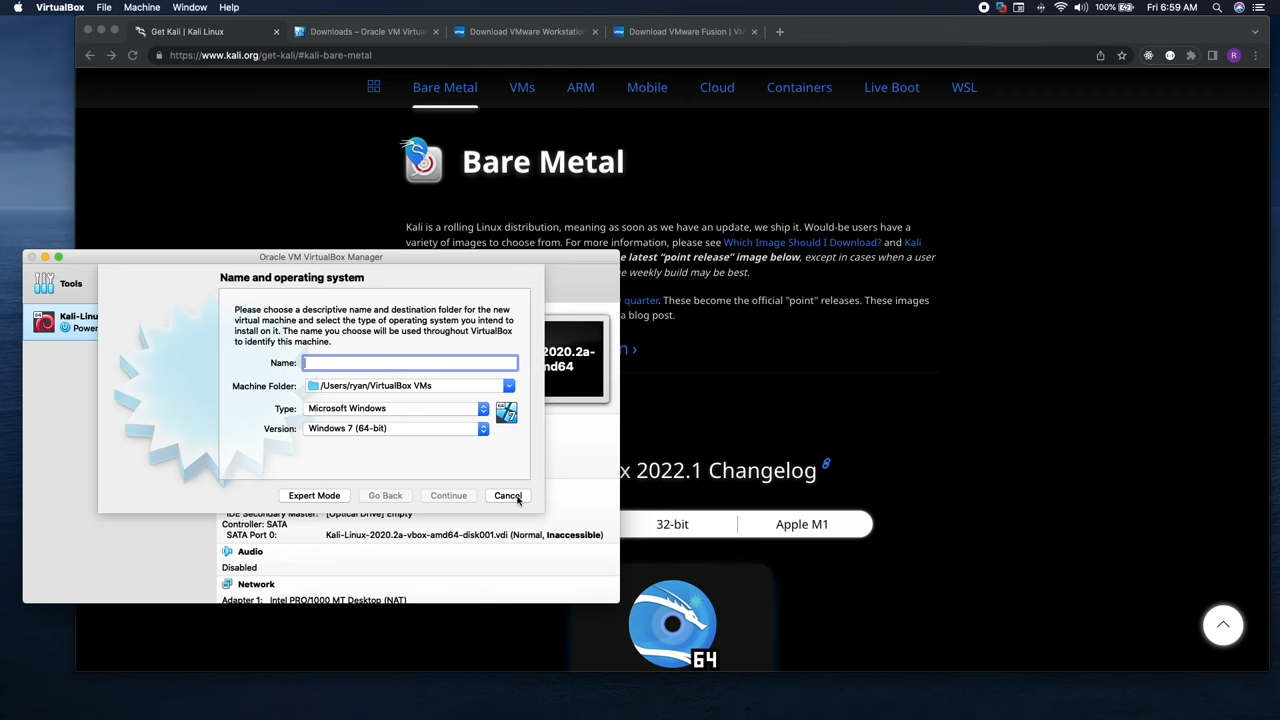 VirtualBox File Machine Window Help
100% Fri 6:59 AM
Get Kali | Kali Linux
Downloads – Oracle VM Virtua
Download VMware Workstatio
Download VMware Fusion | VM
https://www.kali.org/get-kali/#kali-bare-metal
R
Bare Metal VMs ARM Mobile Cloud Containers Live Boot WSL
Bare Metal
Kali is a rolling Linux distribution, meaning as soon as we have an update, we ship it. Would-be users have a
variety of images to choose from. For more information, please see Which Image Should I Download? and Kali
e latest “point release” image below, except in cases when a user
e weekly build may be best.
quarter. These become the official "point" releases. These images
a blog post.
n ›
x 2022.1 Changelog
32-bit Apple M1
64
Oracle VM VirtualBox Manager
Tools
Kali-Linu
Power
2020.2a-
nd64
Name and operating system
Please choose a descriptive name and destination folder for the new
virtual machine and select the type of operating system you intend to
install on it. The name you choose will be used throughout VirtualBox
to identify this machine.
Name:
Machine Folder: /Users/ryan/VirtualBox VMs
Type: Microsoft Windows
64
7
Version: Windows 7 (64-bit)
Expert Mode Go Back Continue Cancel
IDE Secondary Master: [Optical Drive] Empty
Controller: SATA
SATA Port 0: Kali-Linux-2020.2a-vbox-amd64-disk001.vdi (Normal, Inaccessible)
Audio
Disabled
Network
Adapter 1: Intel PRO/1000 MT Desktop (NAT)